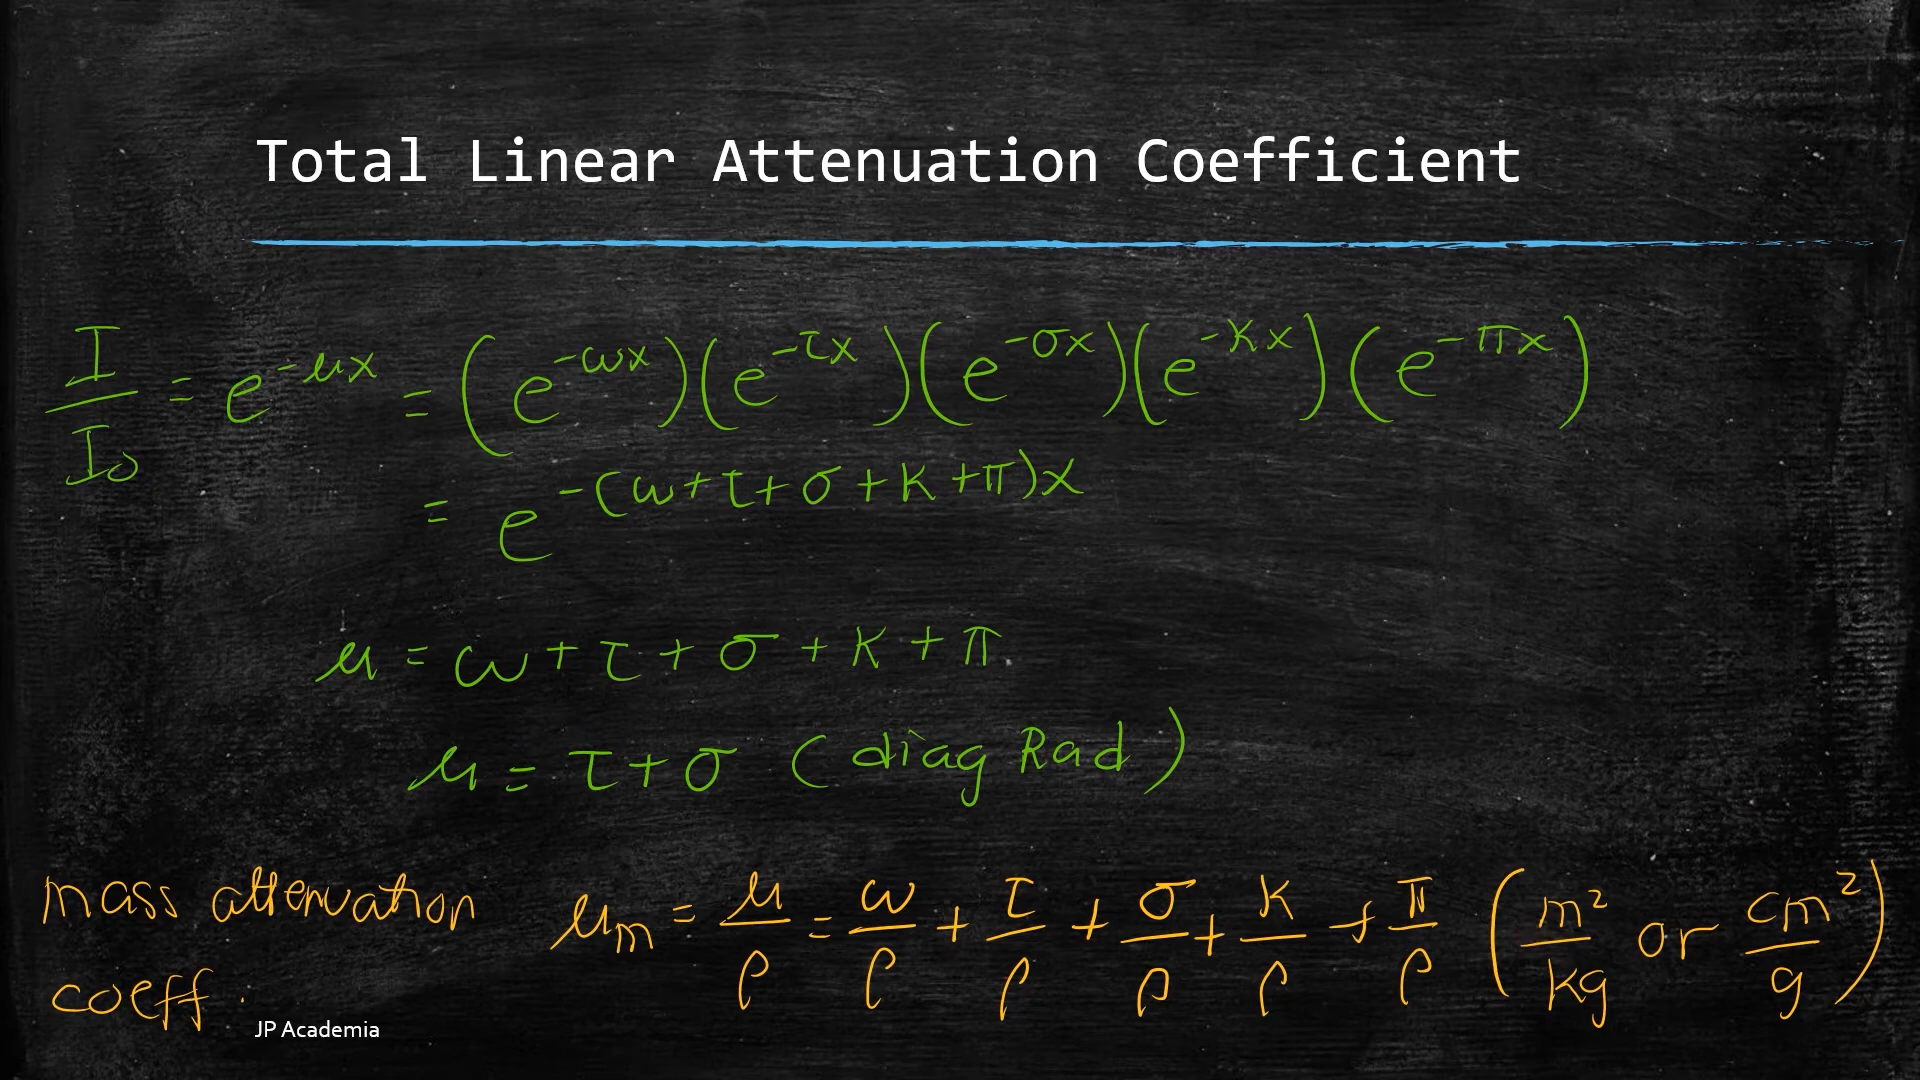 Total Linear Attenuation Coefficient
I/I₀ = e^(-μx) = (e^(-ωx))(e^(-τx))(e^(-σx))(e^(-κx))(e^(-πx))
= e^(-(ω+τ+σ+κ+π)x)
μ = ω + τ + σ + κ + π
μ = τ + σ (diag Rad)
mass attenuation coeff. μₘ = μ/ρ = ω/ρ + τ/ρ + σ/ρ + κ/ρ + π/ρ (m²/kg or cm²/g)
JP Academia